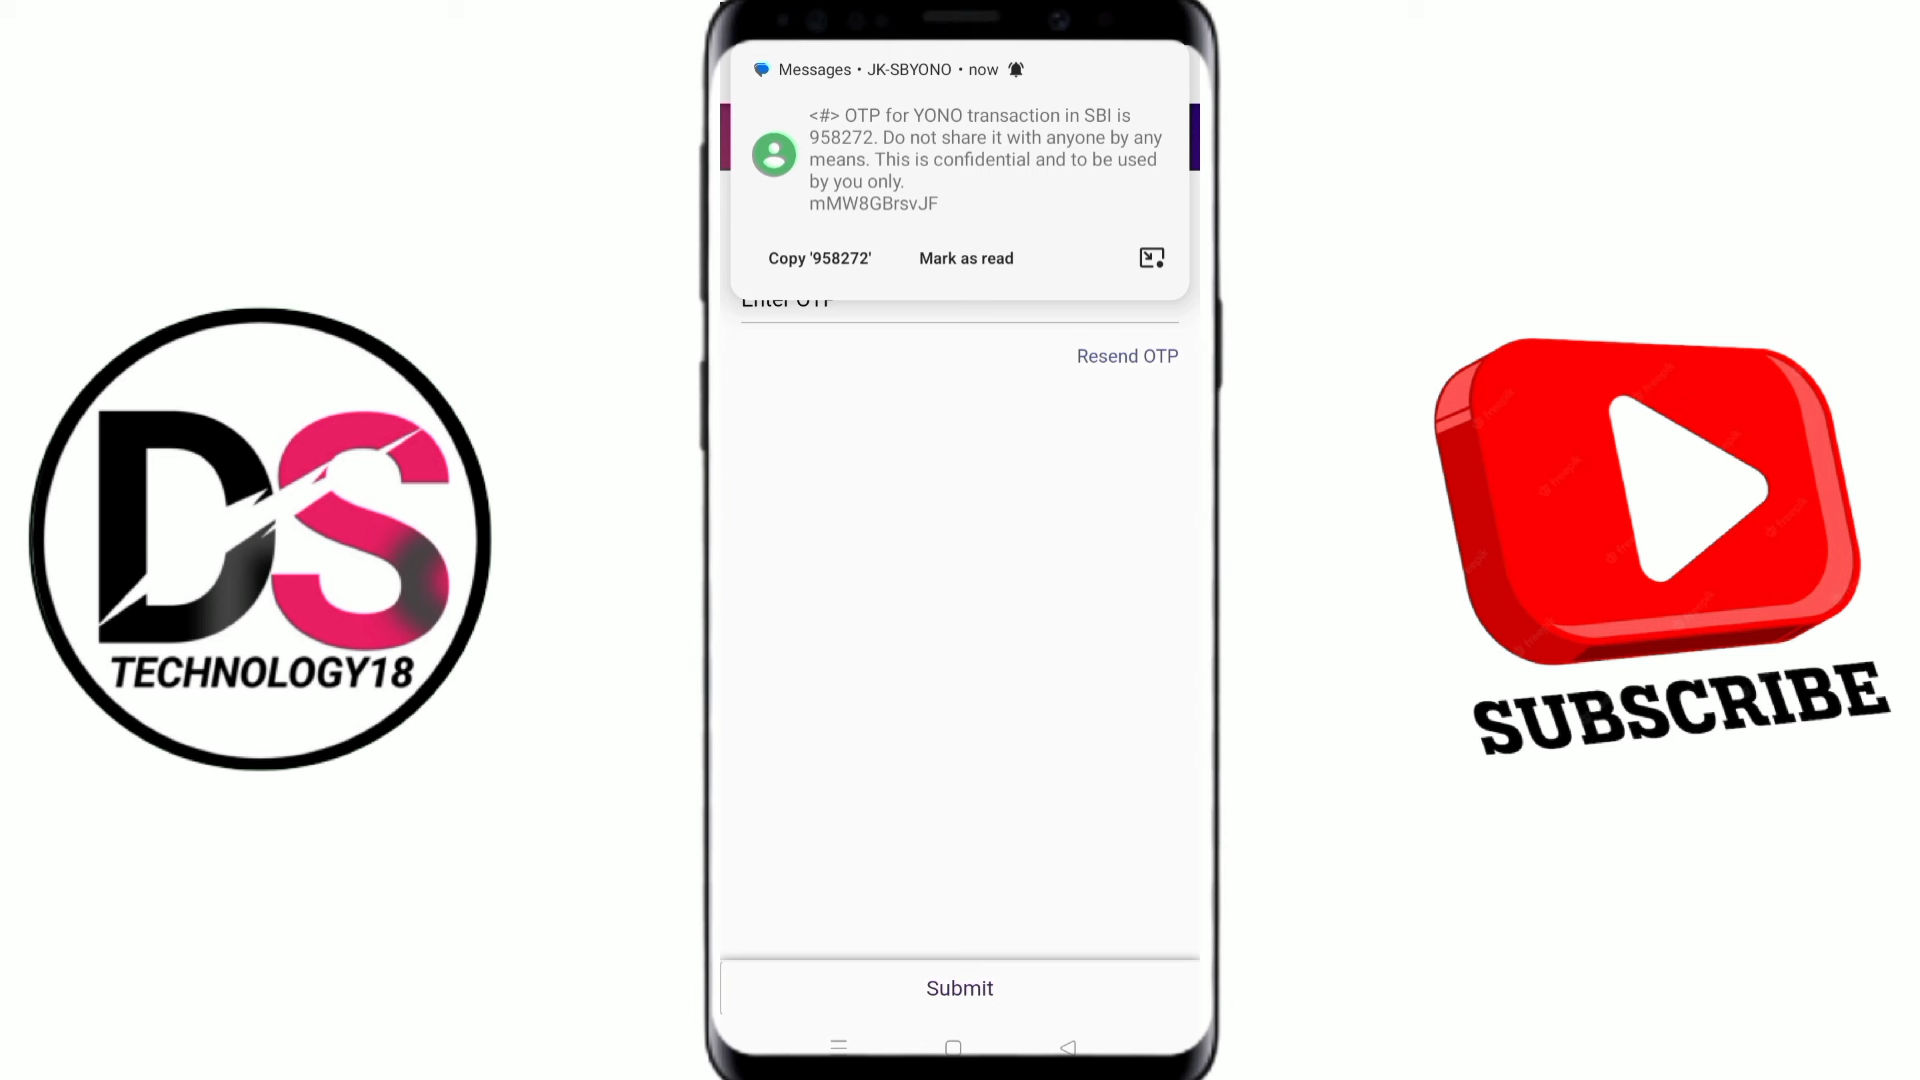 Messages • JK-SBYONO • now
<#> OTP for YONO transaction in SBI is
958272. Do not share it with anyone by any
means. This is confidential and to be used
by you only.
mMW8GBrsvJF
Copy '958272'
Mark as read
Enter OTP
Resend OTP
Submit
DS
TECHNOLOGY18
SUBSCRIBE